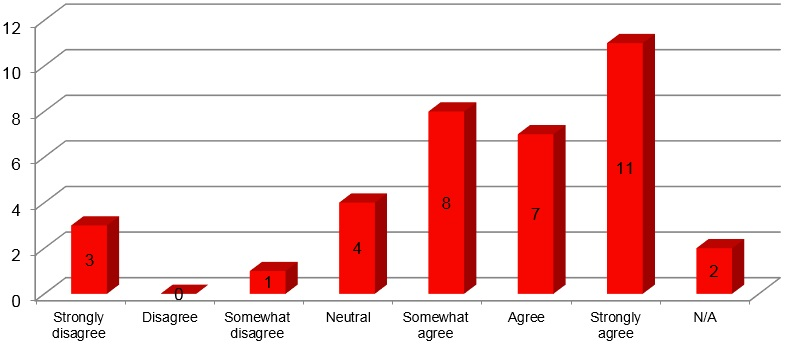 12
10
8
6
4
2
0
3
0
1
4
8
7
11
2
Strongly
disagree
Disagree
Somewhat
disagree
Neutral
Somewhat
agree
Agree
Strongly
agree
N/A